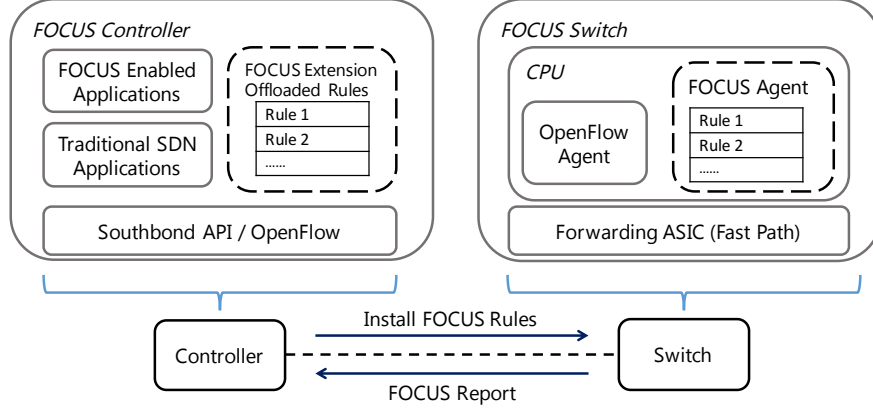 FOCUS Controller
FOCUS Enabled
Applications
Traditional SDN
Applications
FOCUS Extension
Offloaded Rules
Rule 1
Rule 2
......
Southbond API / OpenFlow
FOCUS Switch
CPU
OpenFlow
Agent
FOCUS Agent
Rule 1
Rule 2
......
Forwarding ASIC (Fast Path)
Controller
Install FOCUS Rules
FOCUS Report
Switch